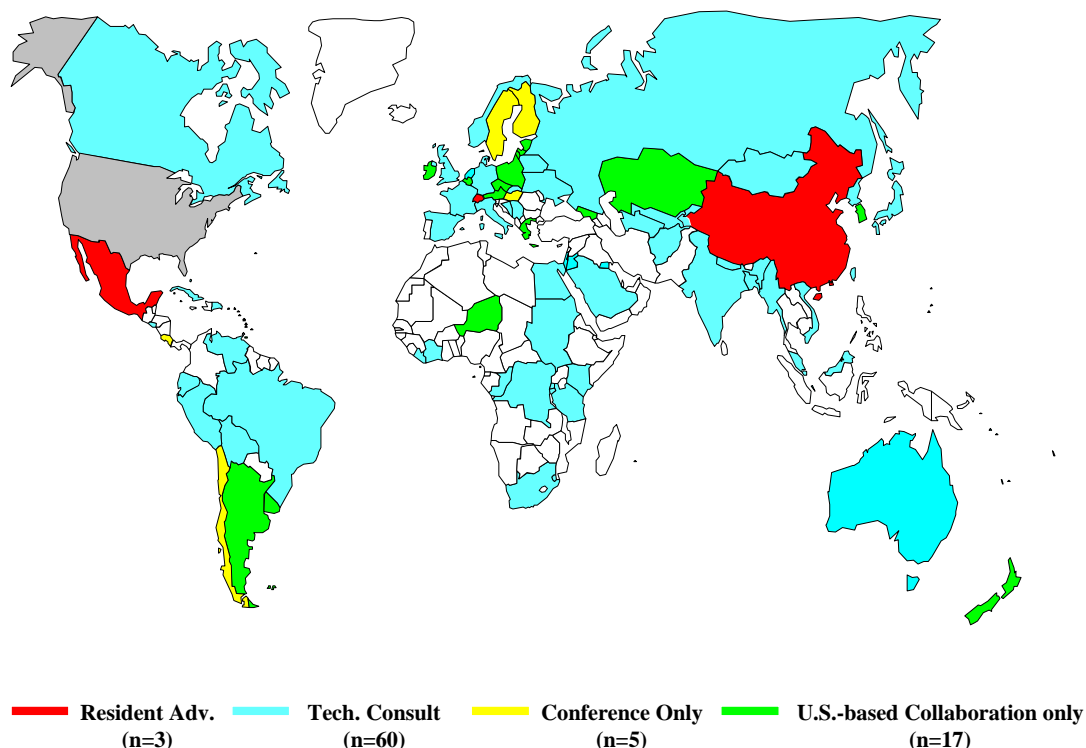 Resident Adv. Tech. Consult Conference Only U.S.-based Collaboration only
(n=3) (n=60) (n=5) (n=17)